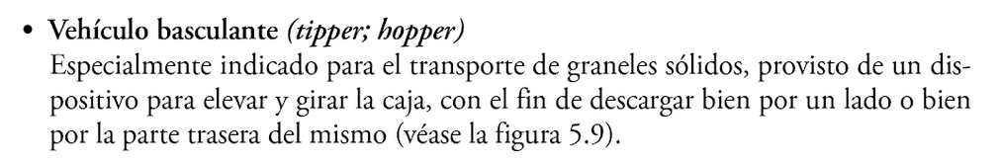 • Vehículo basculante (tipper; hopper)
Especialmente indicado para el transporte de graneles sólidos, provisto de un dis-
positivo para elevar y girar la caja, con el fin de descargar bien por un lado o bien
por la parte trasera del mismo (véase la figura 5.9).